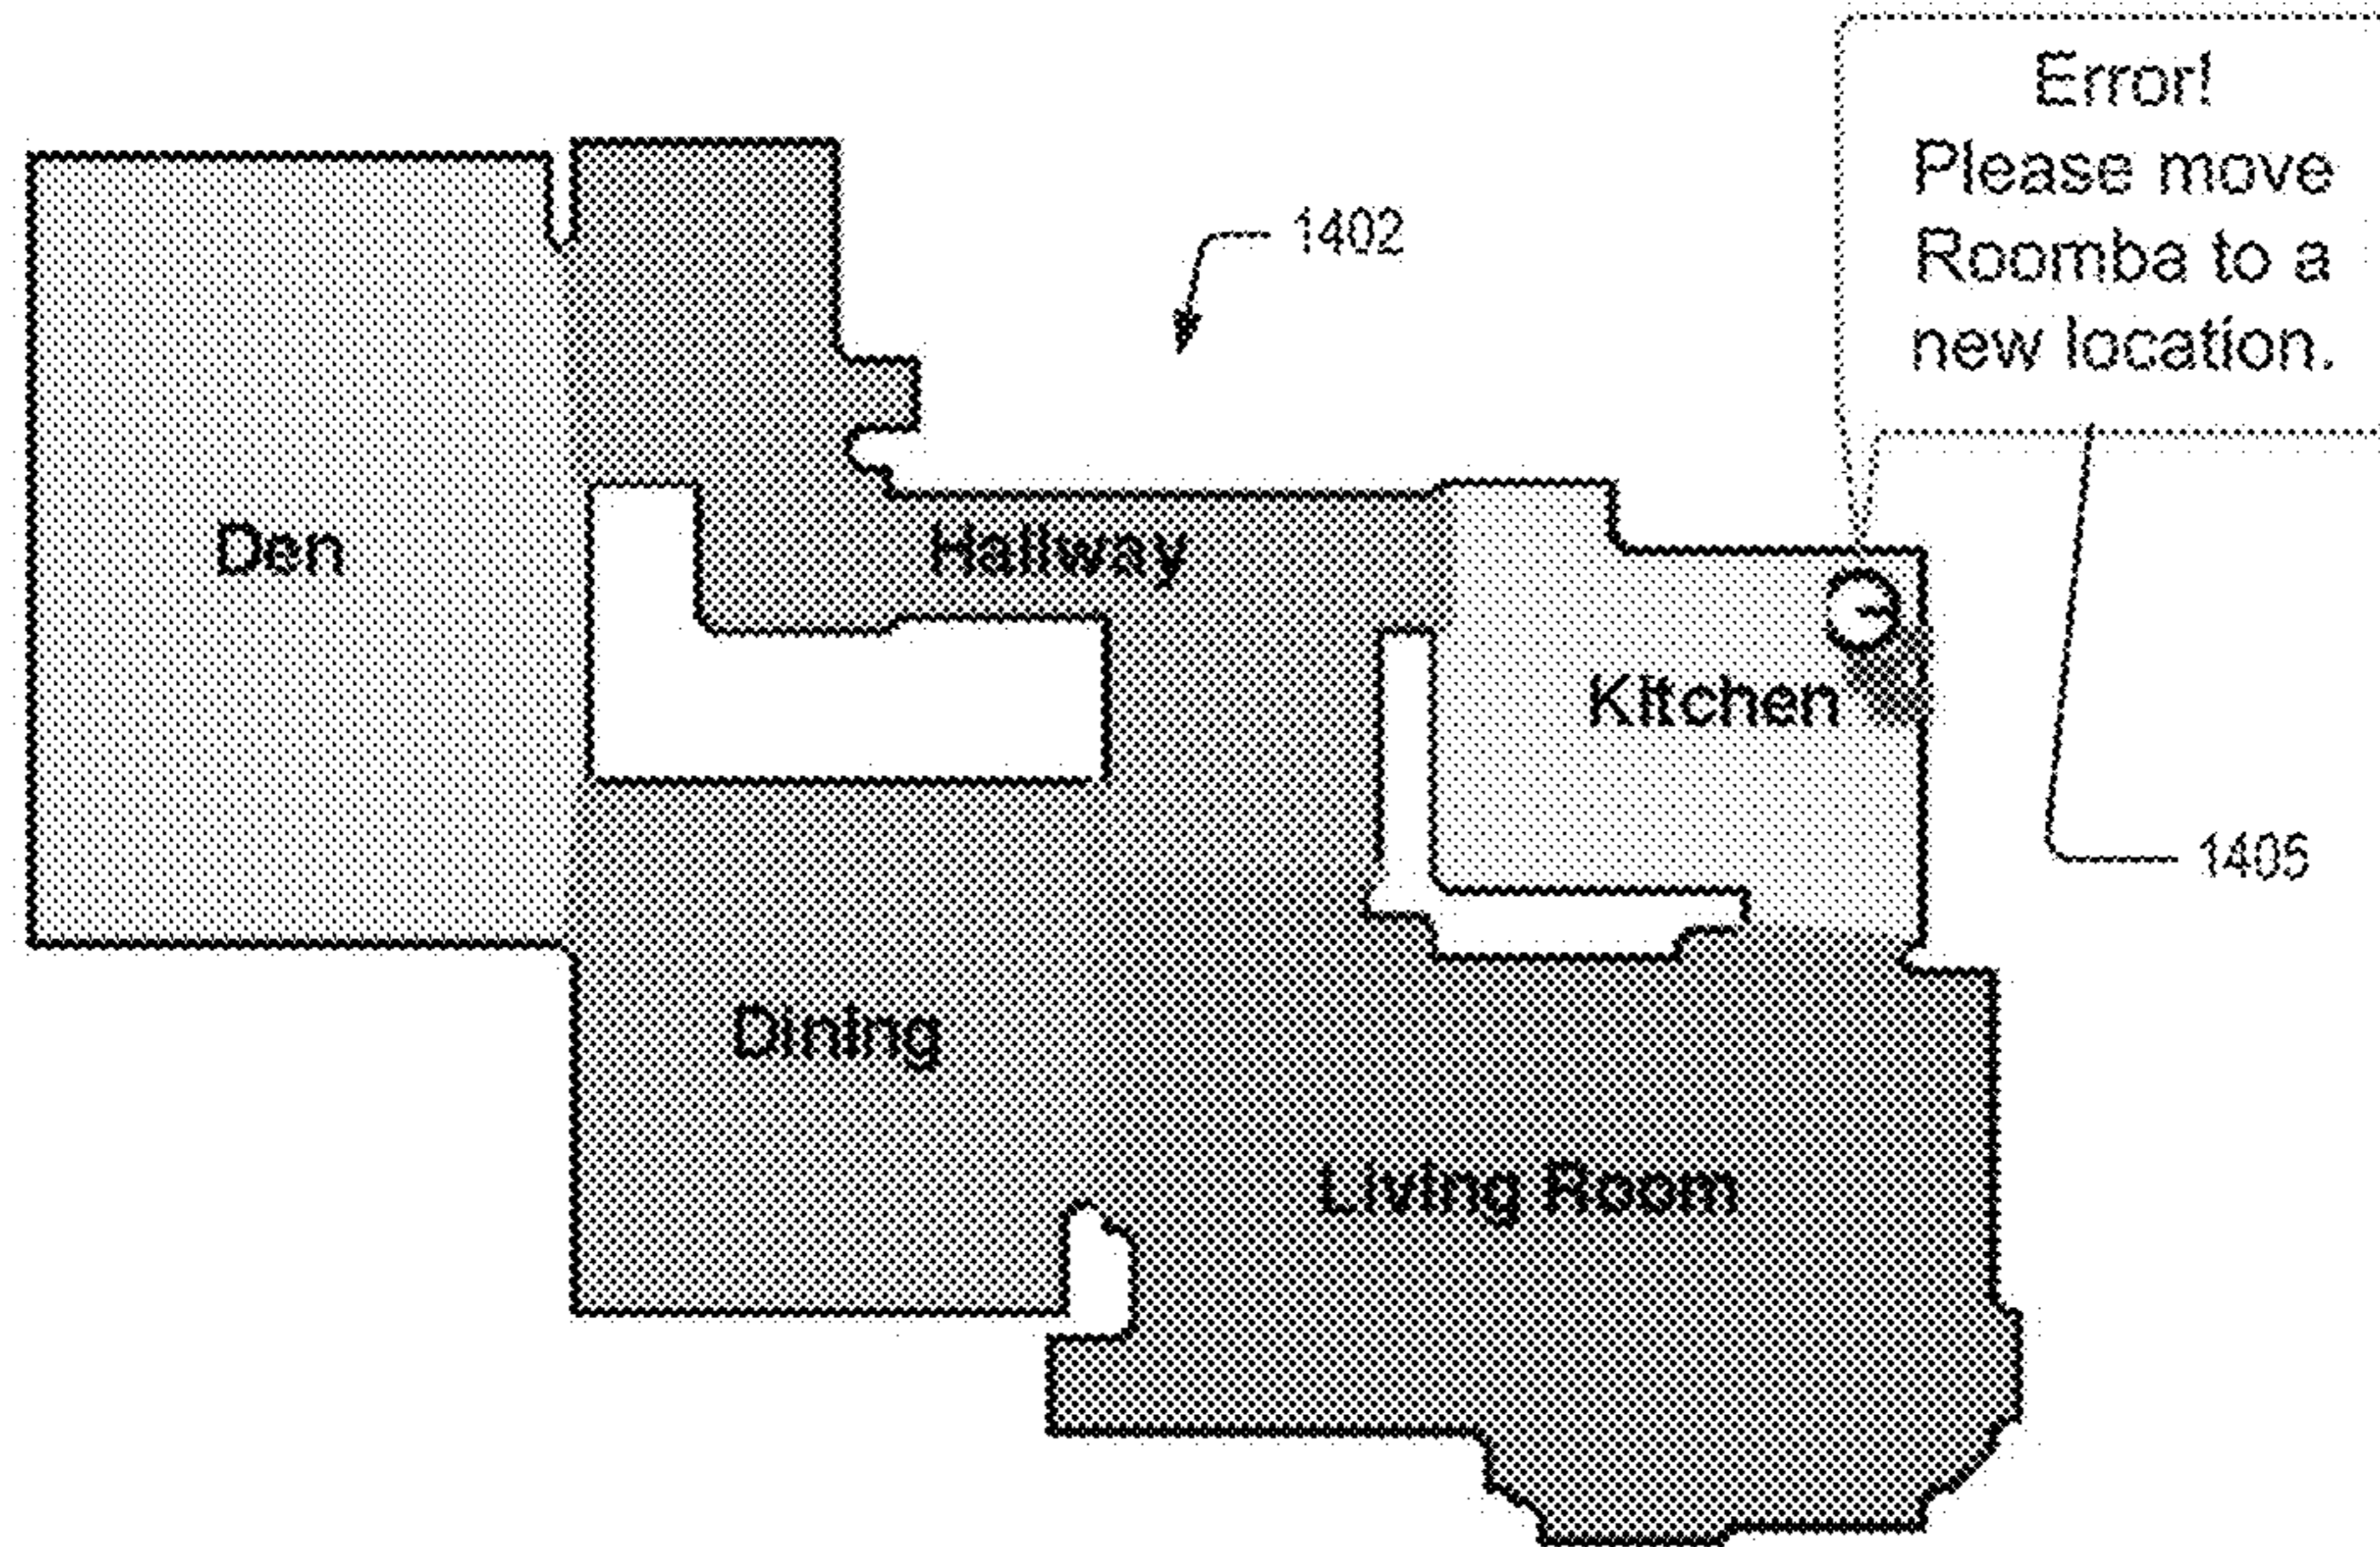 Error!
Please move
Roomba to a
new location.
1402
Den
Hallway
Kitchen
1405
Dining
Living Room